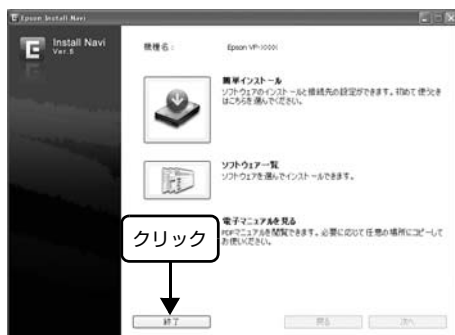 Epson Install Navi
Install Navi
Ver.5
機種名：
Epson VP-xxxx
簡単インストール
ソフトウェアのインストールと接続先の設定ができます。初めて使うとき
はこちらを選んでください。
ソフトウェア一覧
ソフトウェアを選んでインストールできます。
電子マニュアルを見る
PDFマニュアルを閲覧できます。必要に応じて任意の場所にコピーして
お使いください。
クリック
終了
戻る
次へ